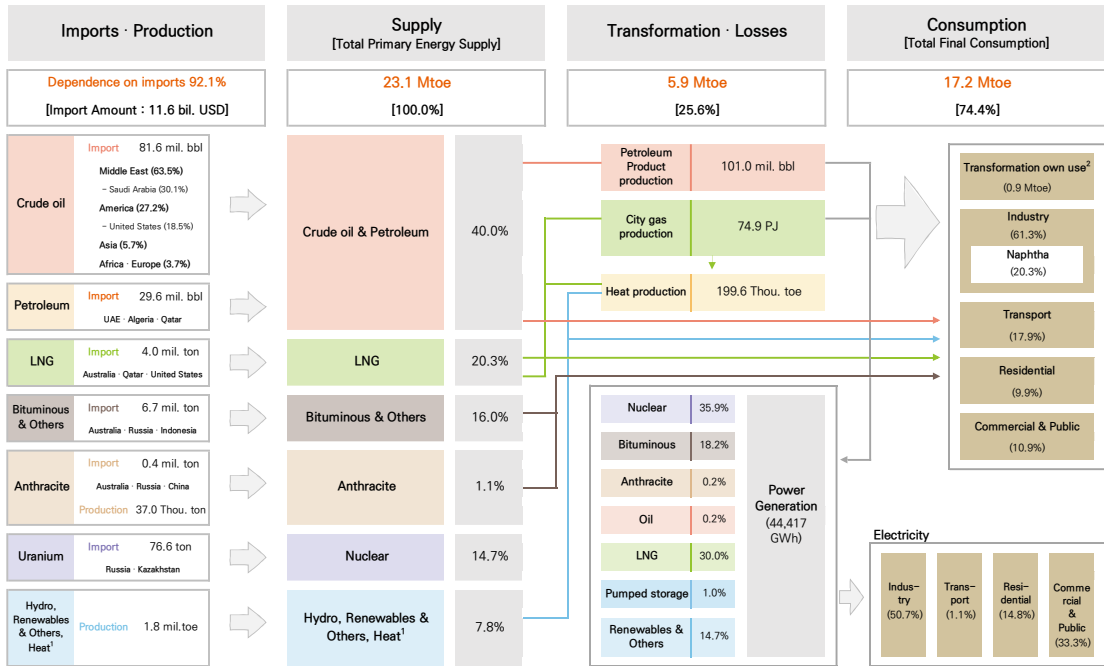 Imports · Production
Supply
[Total Primary Energy Supply]
Transformation · Losses
Consumption
[Total Final Consumption]
Dependence on imports 92.1%
[Import Amount : 11.6 bil. USD]
23.1 Mtoe
[100.0%]
5.9 Mtoe
[25.6%]
17.2 Mtoe
[74.4%]
Crude oil
Import 81.6 mil. bbl
Middle East (63.5%)
- Saudi Arabia (30.1%)
America (27.2%)
- United States (18.5%)
Asia (5.7%)
Africa · Europe (3.7%)
Petroleum
Import 29.6 mil. bbl
UAE · Algeria · Qatar
LNG
Import 4.0 mil. ton
Australia · Qatar · United States
Bituminous
& Others
Import 6.7 mil. ton
Australia · Russia · Indonesia
Anthracite
Import 0.4 mil. ton
Australia · Russia · China
Production 37.0 Thou. ton
Uranium
Import 76.6 ton
Russia · Kazakhstan
Hydro,
Renewables
& Others,
Heat¹
Production 1.8 mil.toe
Crude oil & Petroleum 40.0%
LNG 20.3%
Bituminous & Others 16.0%
Anthracite 1.1%
Nuclear 14.7%
Hydro, Renewables &
Others, Heat¹
7.8%
Petroleum
Product
production
101.0 mil. bbl
City gas
production
74.9 PJ
Heat production 199.6 Thou. toe
Nuclear 35.9%
Bituminous 18.2%
Anthracite 0.2%
Oil 0.2%
LNG 30.0%
Pumped storage 1.0%
Renewables &
Others
14.7%
Power
Generation
(44,417
GWh)
Transformation own use²
(0.9 Mtoe)
Industry
(61.3%)
Naphtha
(20.3%)
Transport
(17.9%)
Residential
(9.9%)
Commercial & Public
(10.9%)
Electricity
Indus-
try
(50.7%)
Trans-
port
(1.1%)
Resi-
dential
(14.8%)
Comme
rcial
&
Public
(33.3%)